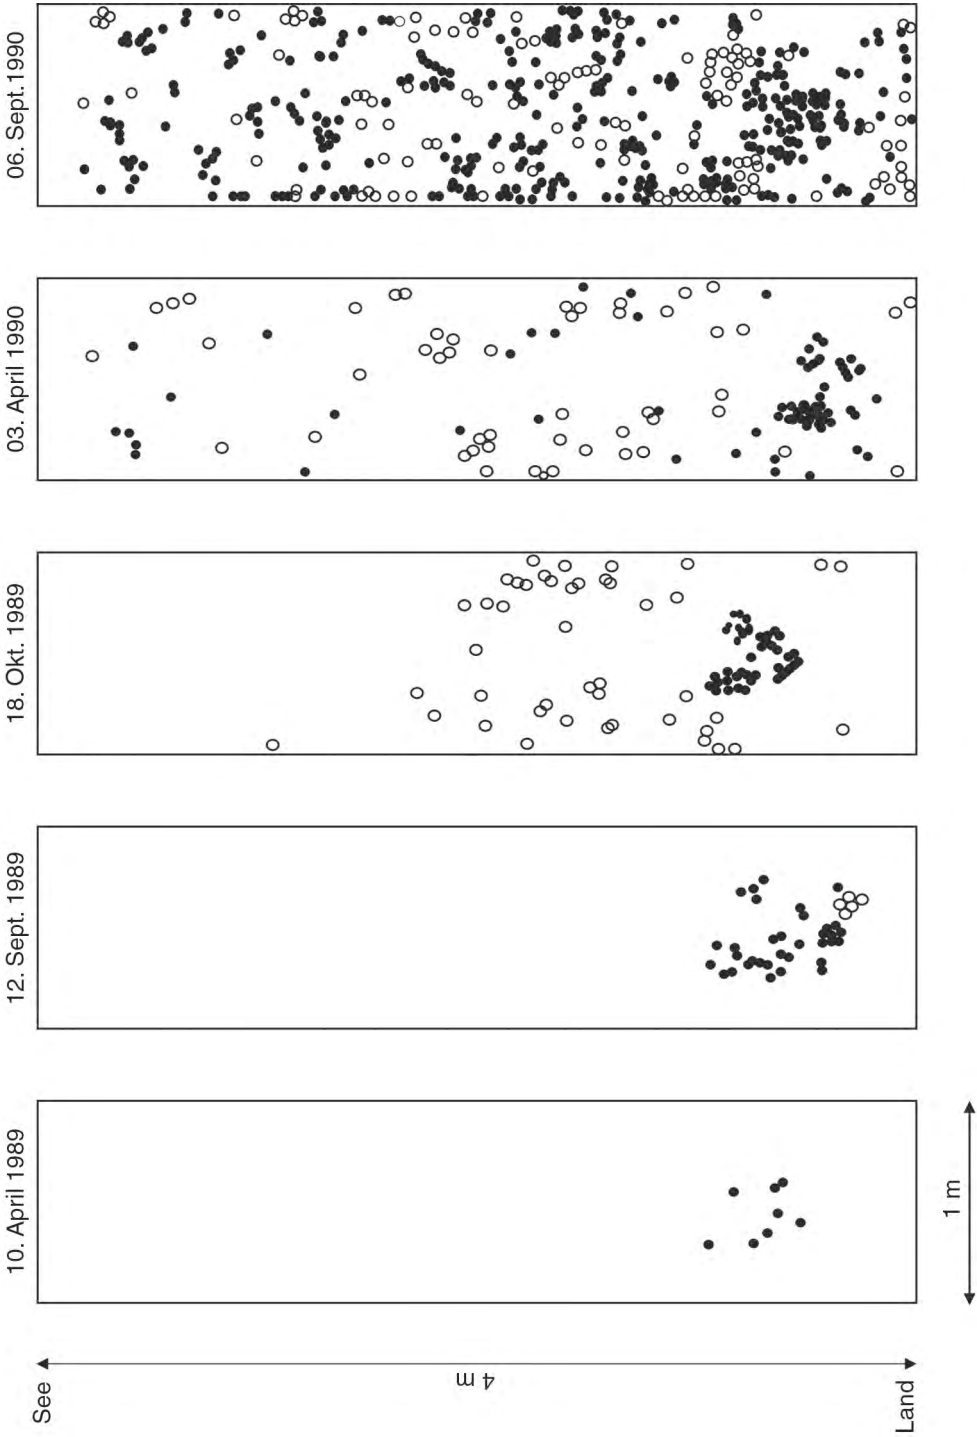 See
4 m
Land
10. April 1989
12. Sept. 1989
18. Okt. 1989
03. April 1990
06. Sept. 1990
1 m